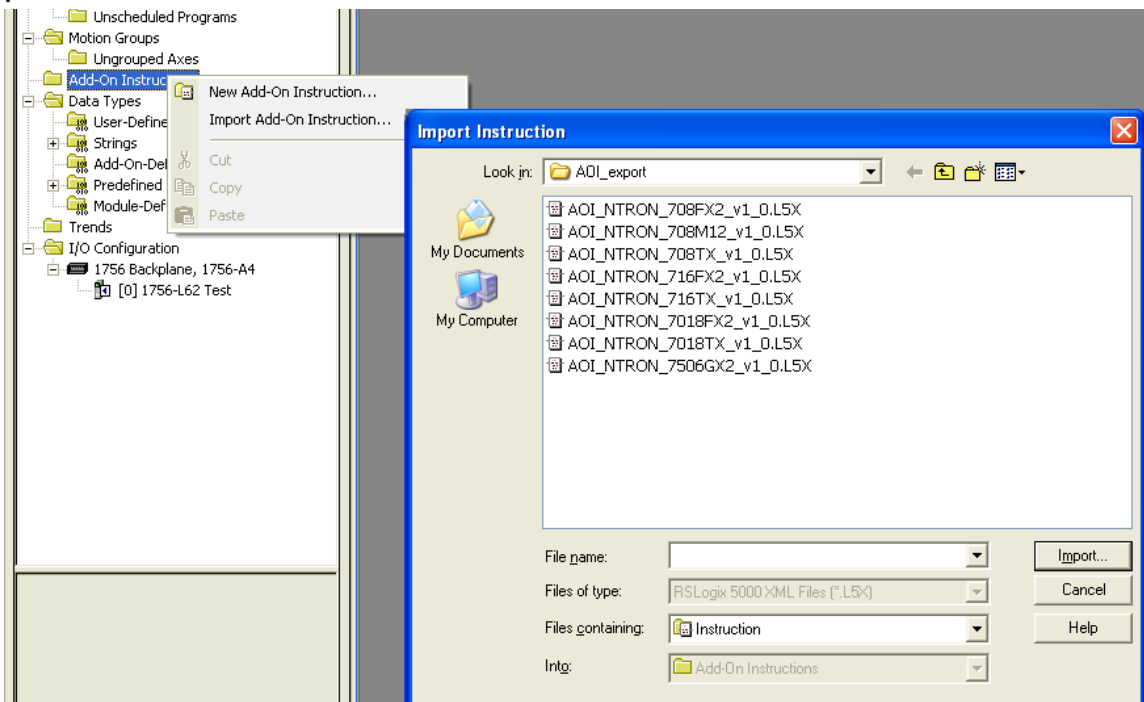 Unscheduled Programs
Motion Groups
Ungrouped Axes
Add-On Instruc
Data Types
User-Define
Strings
Add-On-Def
Predefined
Module-Def
Trends
I/O Configuration
1756 Backplane, 1756-A4
[0] 1756-L62 Test
New Add-On Instruction...
Import Add-On Instruction...
Cut
Copy
Paste
Import Instruction
Look in:
AOI_export
My Documents
My Computer
AOI_NTRON_708FX2_v1_0.L5X
AOI_NTRON_708M12_v1_0.L5X
AOI_NTRON_708TX_v1_0.L5X
AOI_NTRON_716FX2_v1_0.L5X
AOI_NTRON_716TX_v1_0.L5X
AOI_NTRON_7018FX2_v1_0.L5X
AOI_NTRON_7018TX_v1_0.L5X
AOI_NTRON_7506GX2_v1_0.L5X
File name:
Import...
Files of type:
RSLogix 5000 XML Files (*.L5X)
Cancel
Files containing:
Instruction
Help
Into:
Add-On Instructions